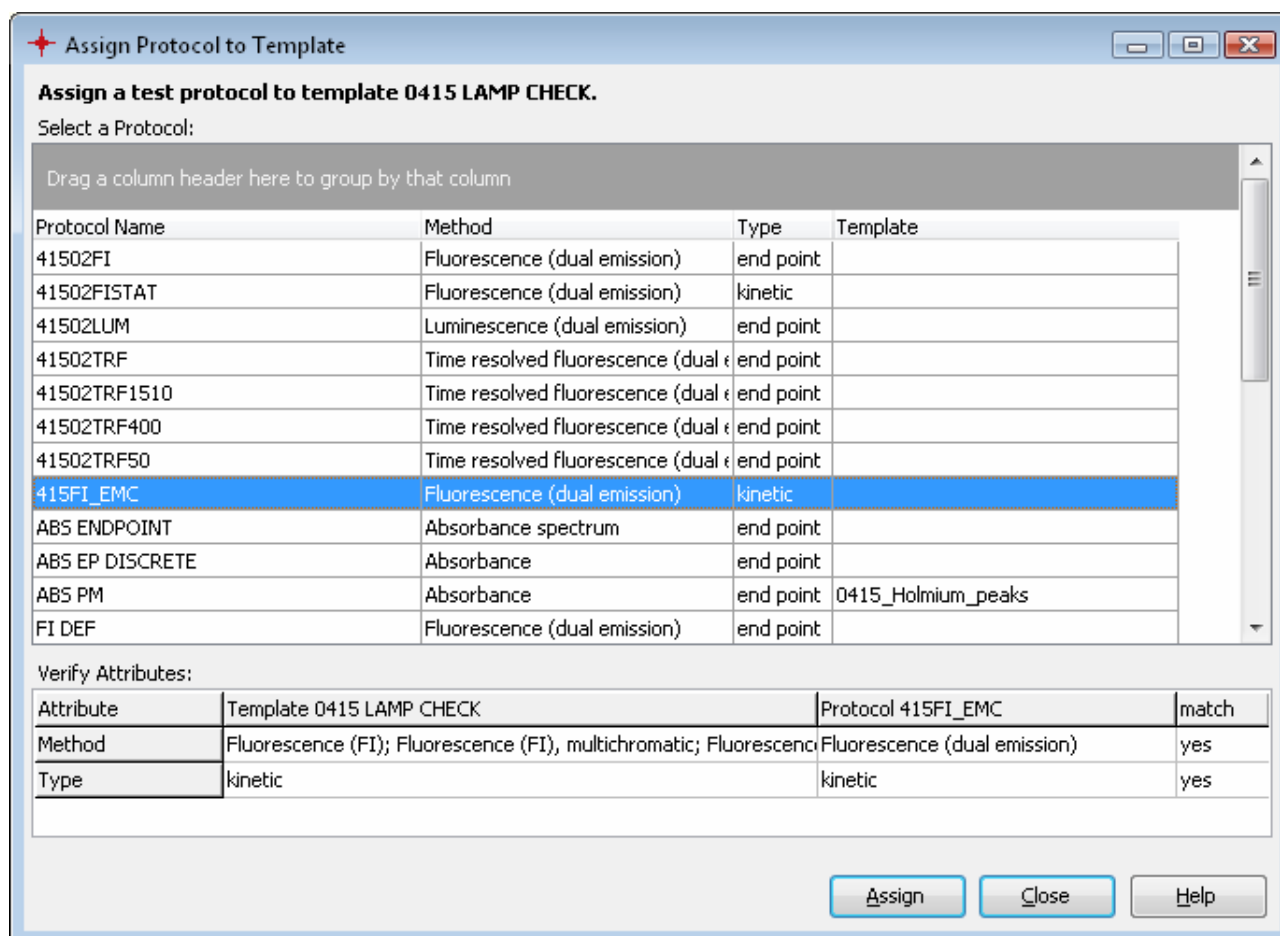 Assign Protocol to Template
Assign a test protocol to template 0415 LAMP CHECK.
Select a Protocol:
Drag a column header here to group by that column
Protocol Name Method Type Template
41502FI Fluorescence (dual emission) end point
41502FISTAT Fluorescence (dual emission) kinetic
41502LUM Luminescence (dual emission) end point
41502TRF Time resolved fluorescence (dual end point
41502TRF1510 Time resolved fluorescence (dual end point
41502TRF400 Time resolved fluorescence (dual end point
41502TRF50 Time resolved fluorescence (dual end point
415FI_EMC Fluorescence (dual emission) kinetic
ABS ENDPOINT Absorbance spectrum end point
ABS EP DISCRETE Absorbance end point
ABS PM Absorbance end point 0415_Holmium_peaks
FI DEF Fluorescence (dual emission) end point
Verify Attributes:
Attribute Template 0415 LAMP CHECK Protocol 415FI_EMC match
Method Fluorescence (FI); Fluorescence (FI), multichromatic; Fluorescenc Fluorescence (dual emission) yes
Type kinetic kinetic yes
Assign Close Help